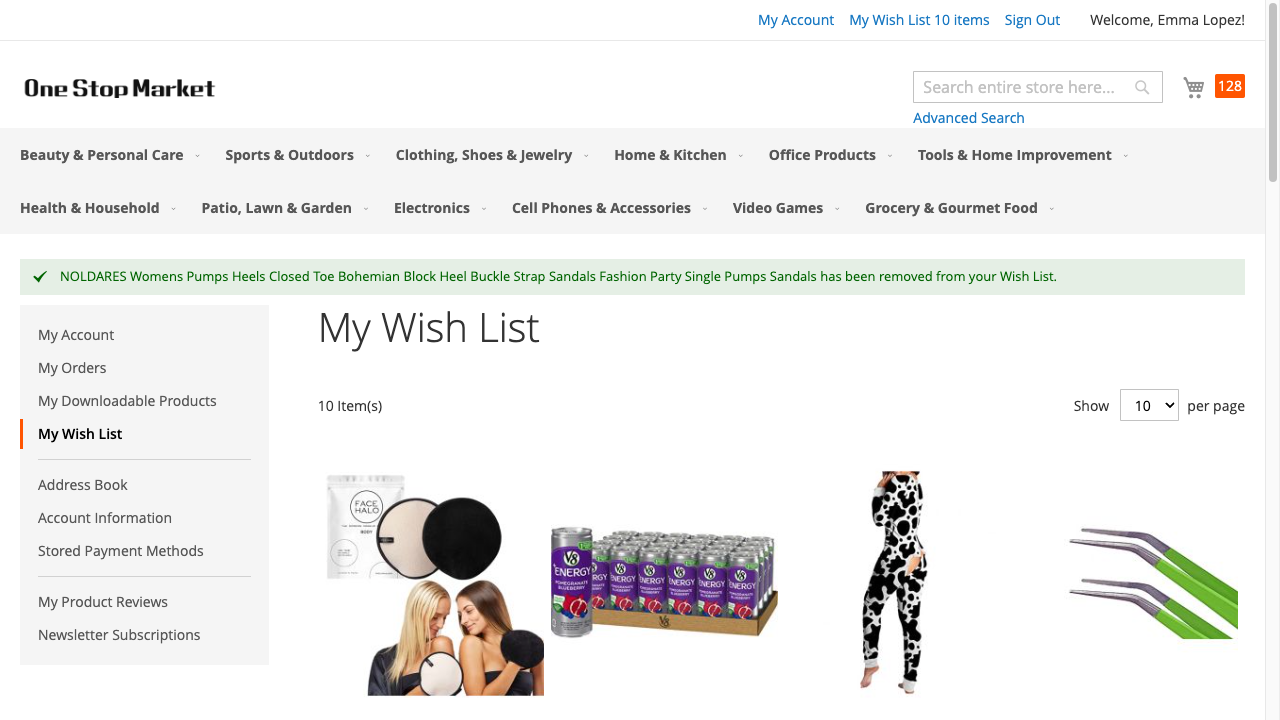 My Account My Wish List 10 items Sign Out Welcome, Emma Lopez!
One Stop Market
Search entire store here...
128
Advanced Search
Beauty & Personal Care Sports & Outdoors Clothing, Shoes & Jewelry Home & Kitchen Office Products Tools & Home Improvement
Health & Household Patio, Lawn & Garden Electronics Cell Phones & Accessories Video Games Grocery & Gourmet Food
NOLDARES Womens Pumps Heels Closed Toe Bohemian Block Heel Buckle Strap Sandals Fashion Party Single Pumps Sandals has been removed from your Wish List.
My Account
My Orders
My Downloadable Products
My Wish List
Address Book
Account Information
Stored Payment Methods
My Product Reviews
Newsletter Subscriptions
My Wish List
10 Item(s)
Show 10 per page
FACE
HALO
BODY
V8
ENERGY
POMEGRANATE
BLUEBERRY